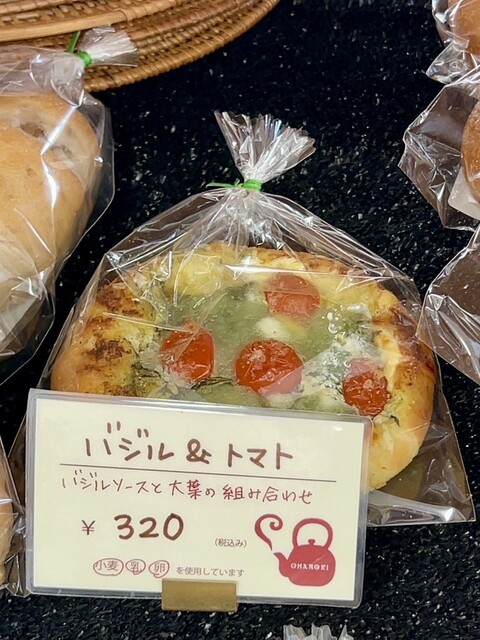 バジル & トマト
バジルソースと大葉の組み合わせ
¥ 320 (税込み)
小麦 乳 卵 を使用しています
OHANOKI